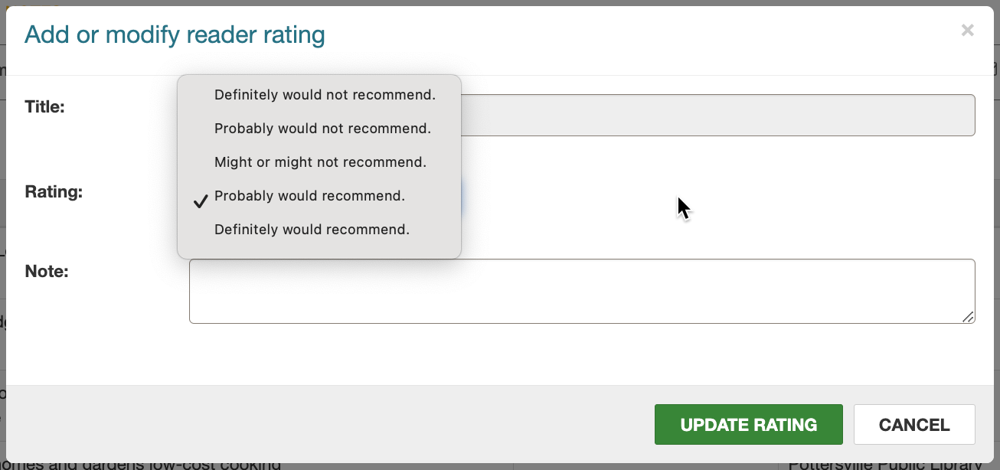 Add or modify reader rating
×
Title:
Definitely would not recommend.
Probably would not recommend.
Might or might not recommend.
Rating:
Probably would recommend.
Definitely would recommend.
Note:
UPDATE RATING
CANCEL
homes and gardens low-cost cooking
Pottersville Public Library